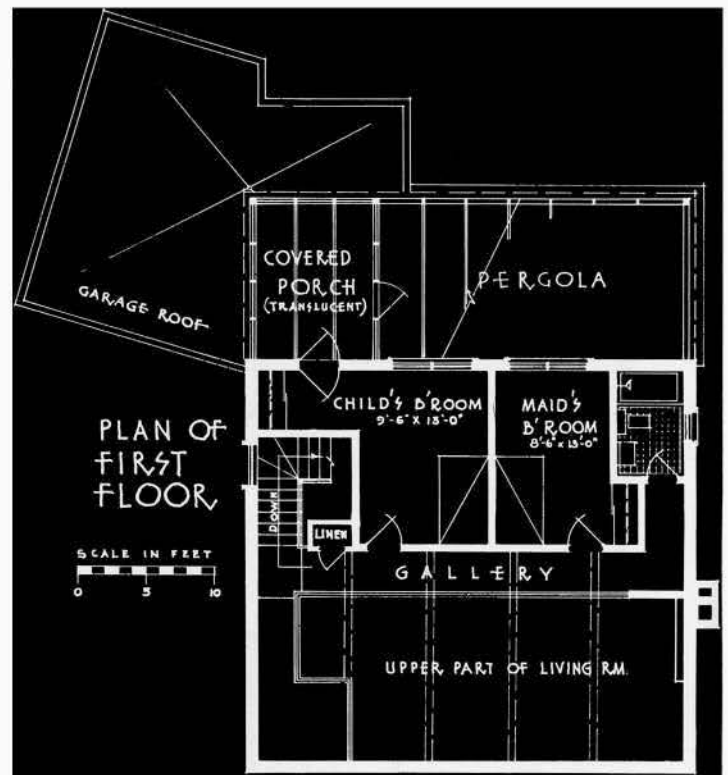 COVERED
PORCH
(TRANSLUCENT)
PERGOLA
GARAGE ROOF
CHILD'S B'ROOM
9'-6" X 13'-0"
MAID'S
B'ROOM
8'-6" X 13'-0"
PLAN OF
FIRST
FLOOR
DOWN
LINEN
SCALE IN FEET
0 5 10
GALLERY
UPPER PART OF LIVING RM.